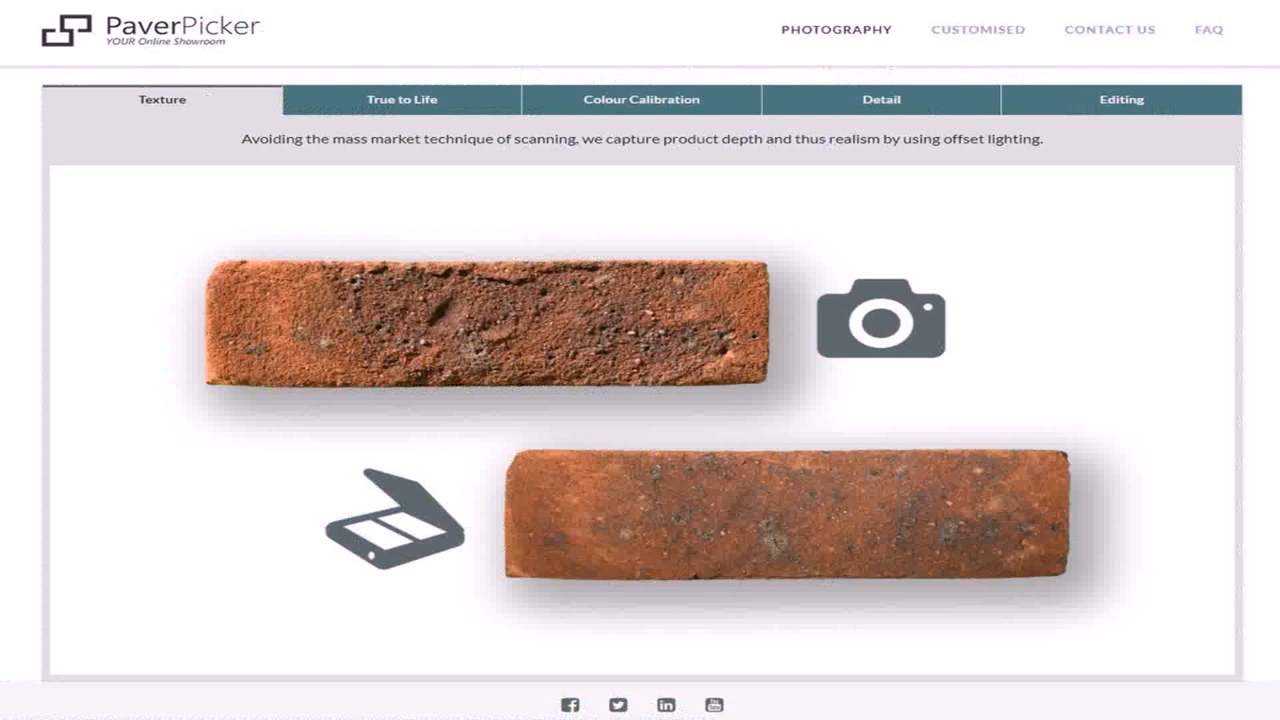 PaverPicker
YOUR Online Showroom
PHOTOGRAPHY CUSTOMISED CONTACT US FAQ
Texture True to Life Colour Calibration Detail Editing
Avoiding the mass market technique of scanning, we capture product depth and thus realism by using offset lighting.